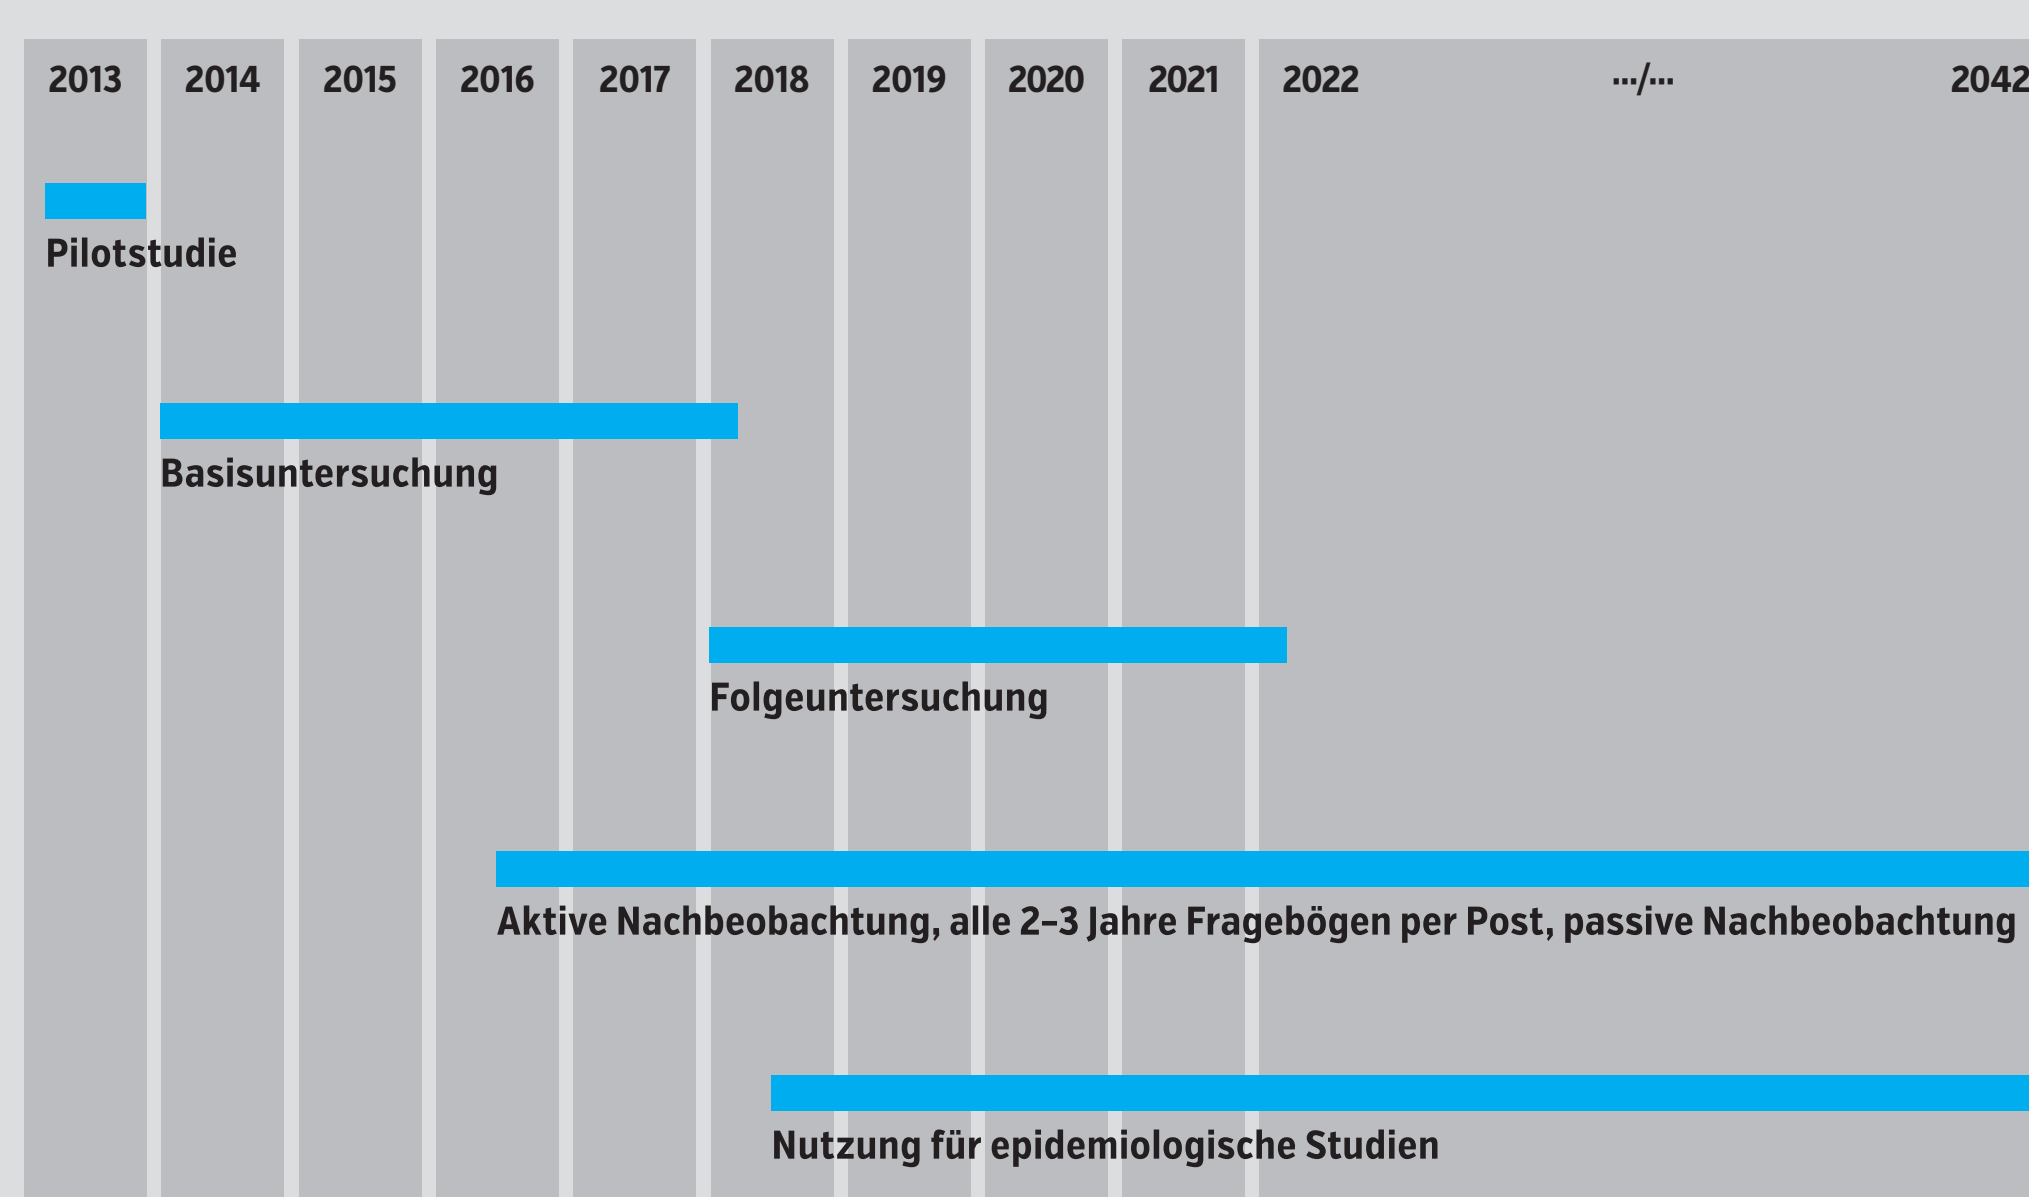 2013 2014 2015 2016 2017 2018 2019 2020 2021 2022 .../... 2042
Pilotstudie
Basisuntersuchung
Folgeuntersuchung
Aktive Nachbeobachtung, alle 2–3 Jahre Fragebögen per Post, passive Nachbeobachtung
Nutzung für epidemiologische Studien